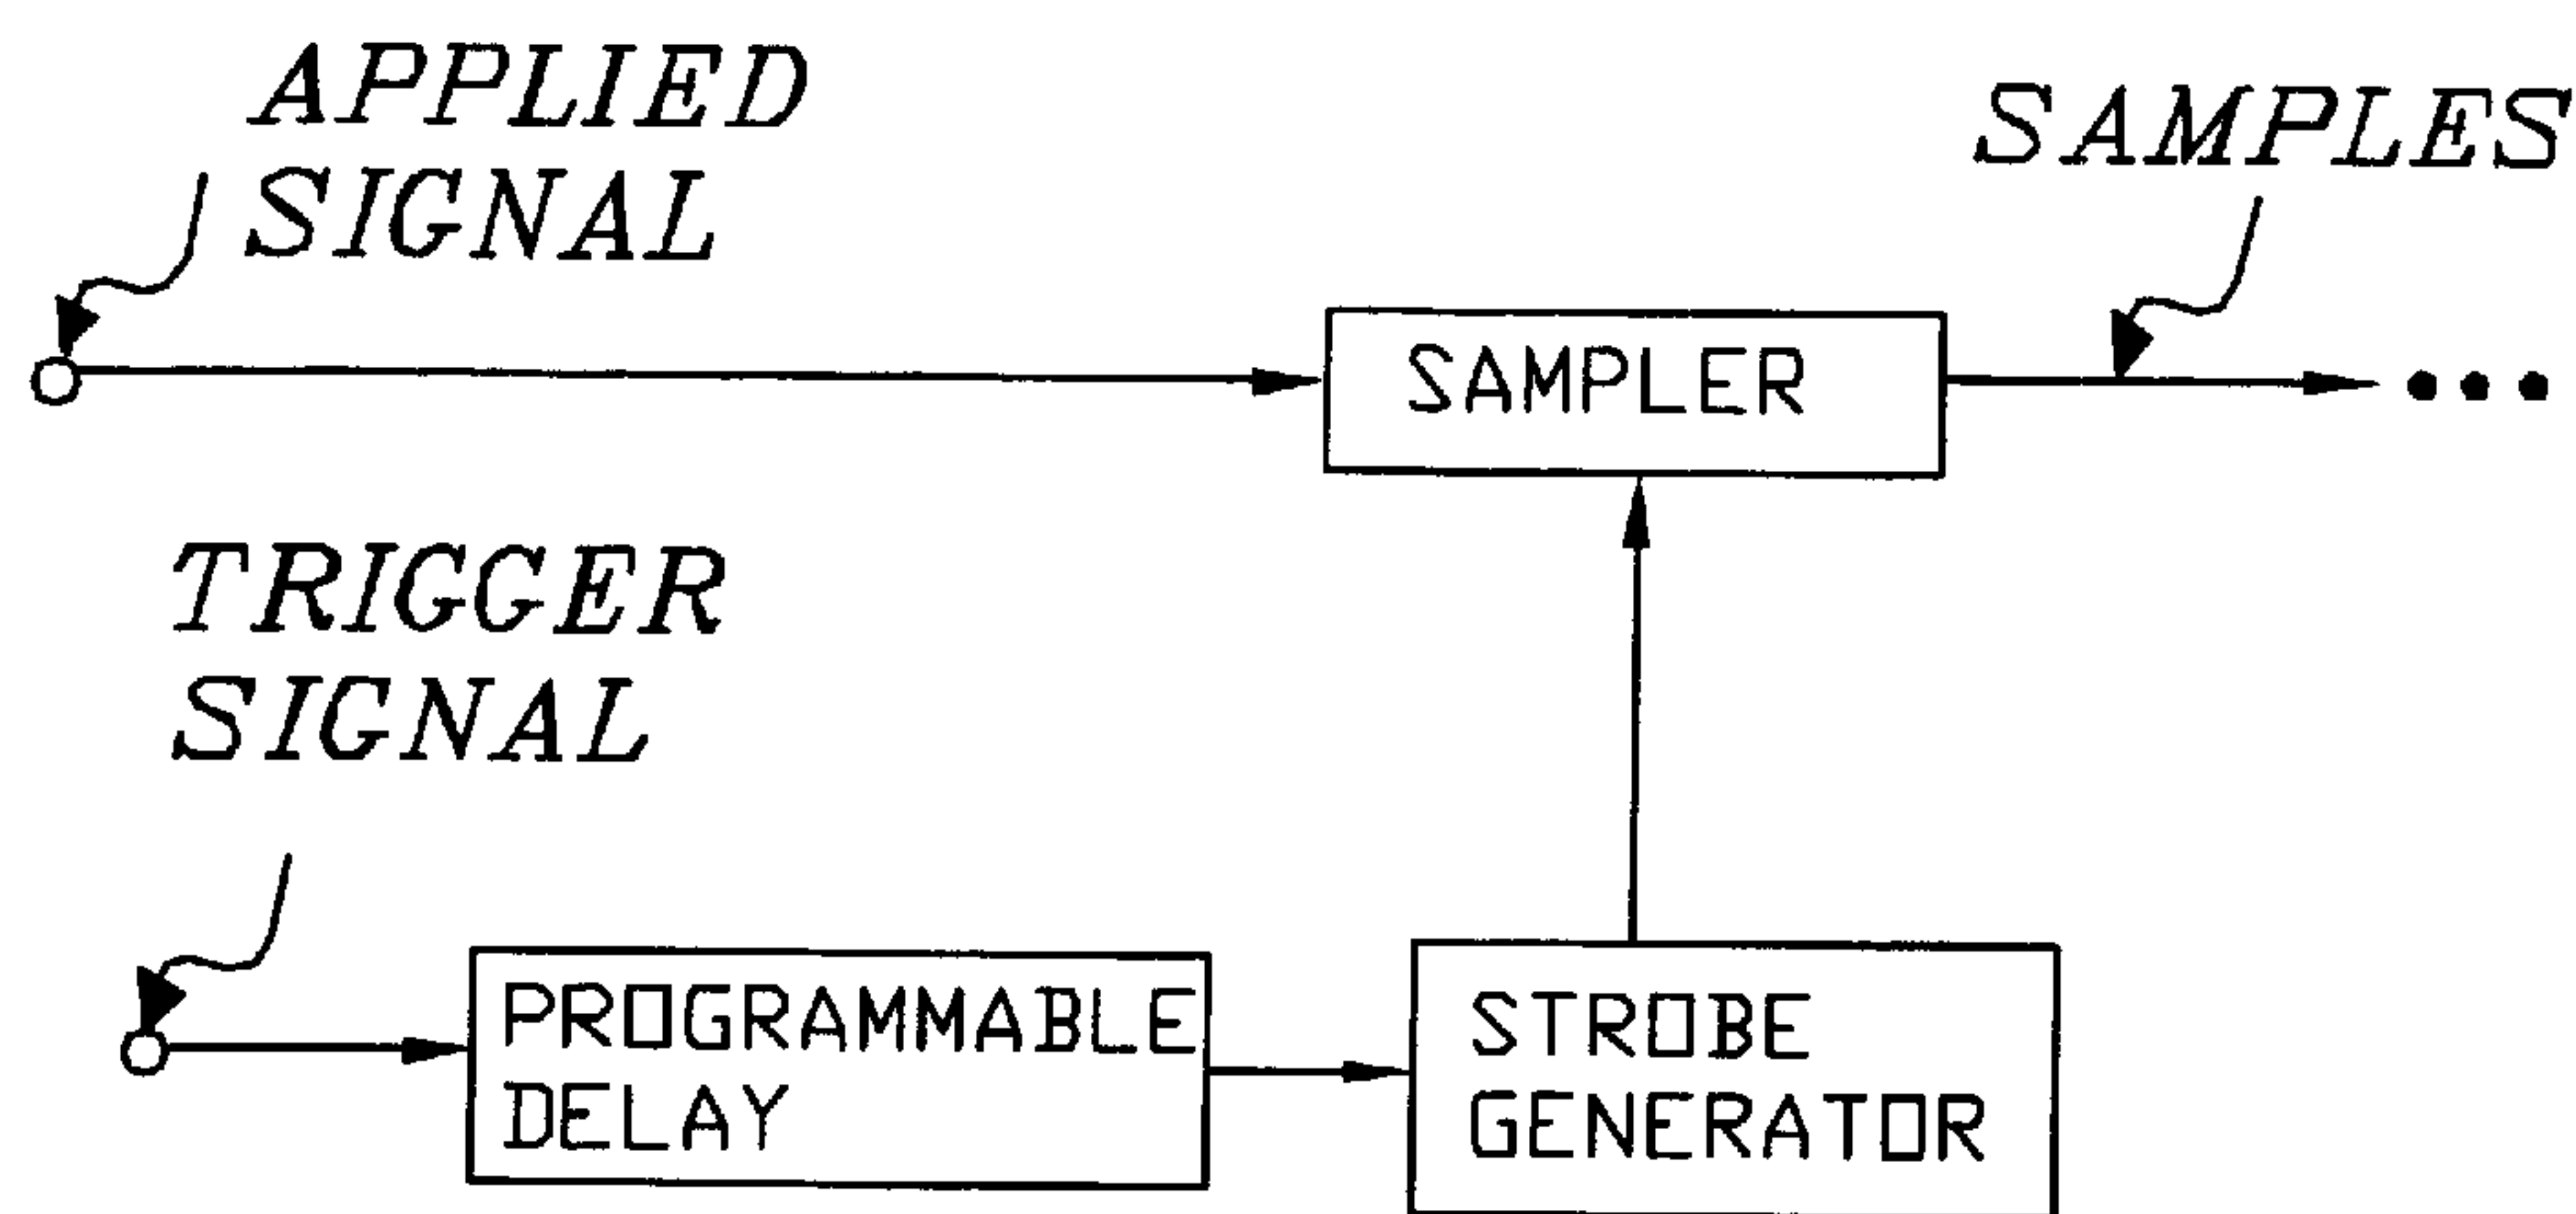 APPLIED
SIGNAL
SAMPLES
SAMPLER
TRIGGER
SIGNAL
PROGRAMMABLE
DELAY
STROBE
GENERATOR